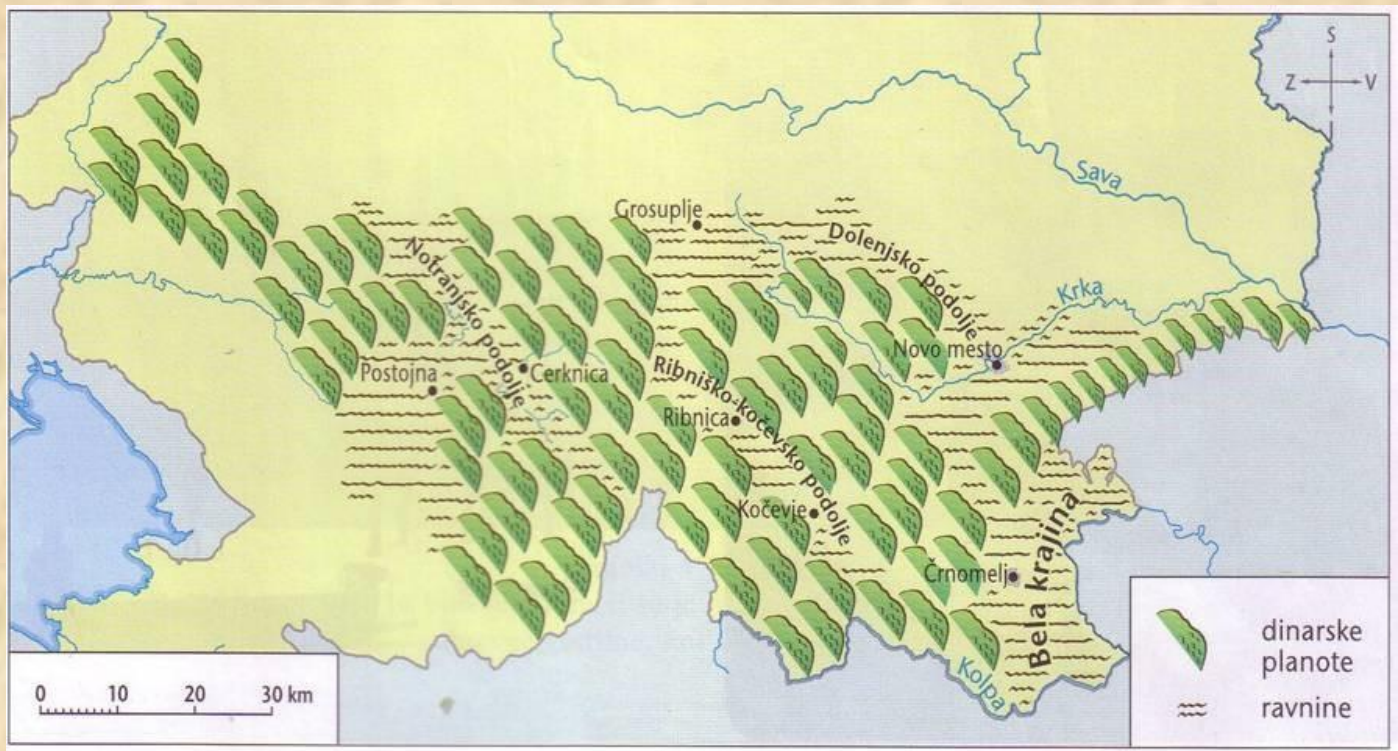 S
Z
V
J
Sava
Grosuplje
Dolenjsko podolje
Notranjsko podolje
Krka
Novo mesto
Postojna
Cerknica
Ribniško-kočevsko podolje
Ribnica
Kočevje
Bela krajina
Črnomelj
Kolpa
dinarske
planote
ravnine
0 10 20 30 km